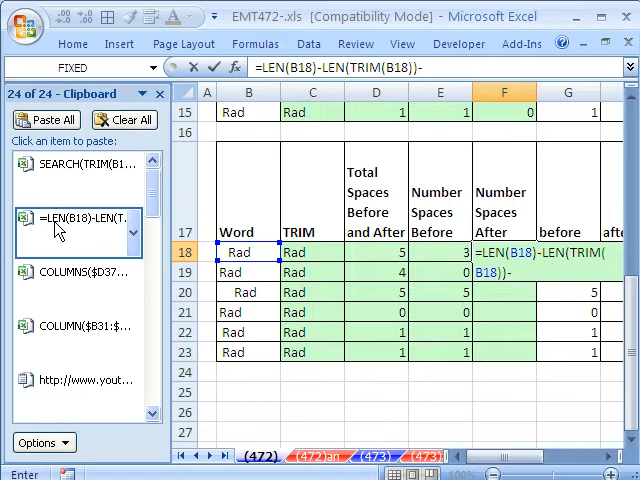 EMT472-.xls [Compatibility Mode] - Microsoft Excel
Home Insert Page Layout Formulas Data Review View Developer Add-Ins
FIXED =LEN(B18)-LEN(TRIM(B18))-
24 of 24 - Clipboard
Paste All Clear All
Click an item to paste:
SEARCH(TRIM(B1...
=LEN(B18)-LEN(T.
COLUMNS($D37...
COLUMN($B31:$...
http://www.yout...
Options
A B C D E F G
15 Rad Rad 1 1 0 1
16
17 Word TRIM Total Spaces Before and After Number Spaces Before Number Spaces After before afte
18 Rad Rad 5 3 =LEN(B18)-LEN(TRIM(
B18))-
19 Rad Rad 4 0
20 Rad Rad 5 5 5
21 Rad Rad 0 0 0
22 Rad Rad 1 1 1
23 Rad Rad 1 1 1
24
25
26
27
(472) (472)an (473) (473)
Enter 100%